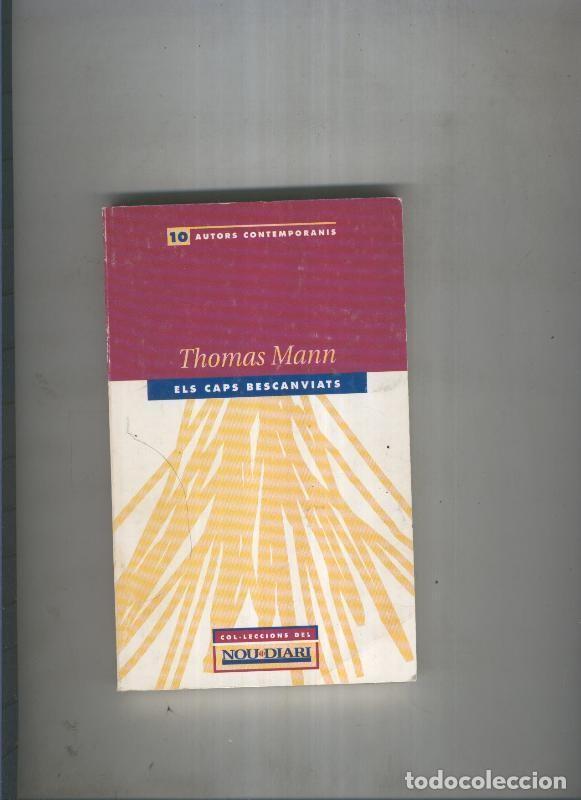 10 AUTORS CONTEMPORANIS
Thomas Mann
ELS CAPS BESCANVIATS
COL·LECCIONS DEL
NOU DIARI
todocoleccion